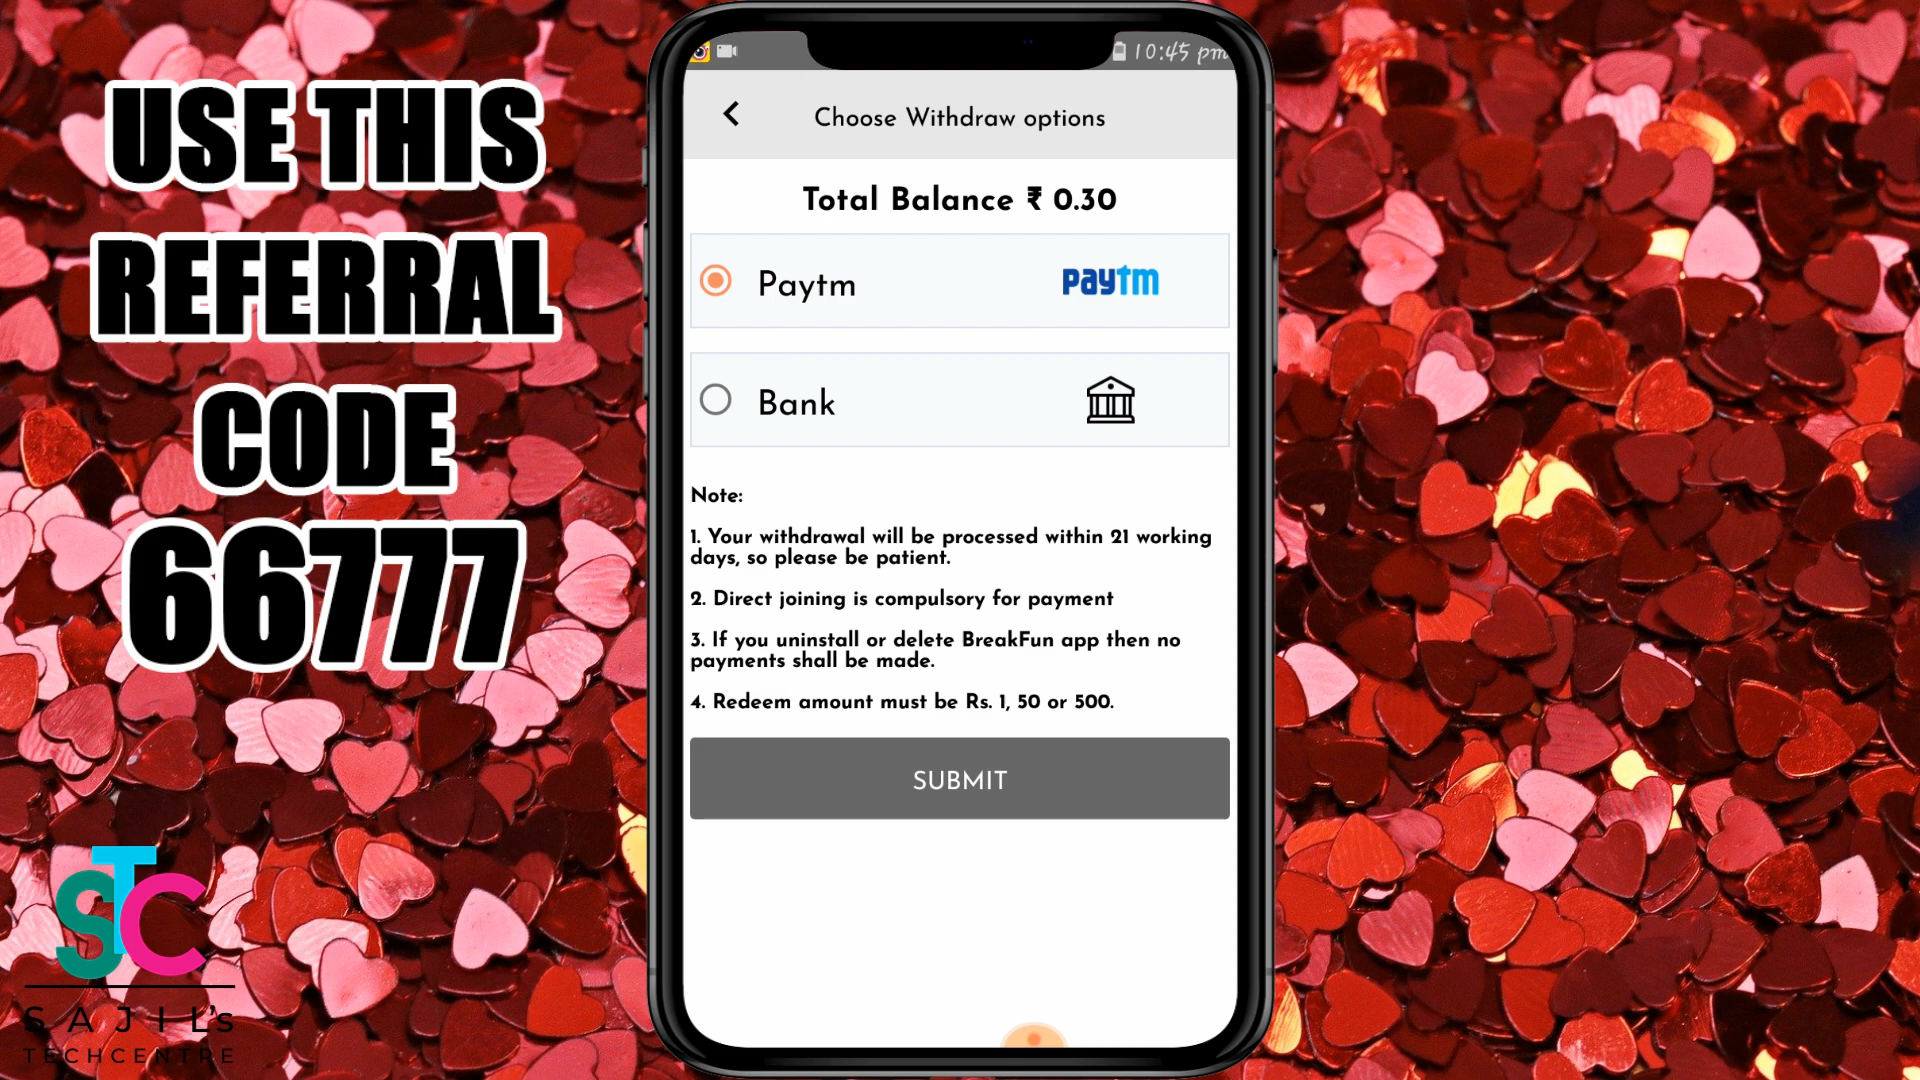 USE THIS
REFERRAL
CODE
66777
10:45 pm
Choose Withdraw options
Total Balance ₹ 0.30
Paytm
paytm
Bank
Note:
1. Your withdrawal will be processed within 21 working
days, so please be patient.
2. Direct joining is compulsory for payment
3. If you uninstall or delete BreakFun app then no
payments shall be made.
4. Redeem amount must be Rs. 1, 50 or 500.
SUBMIT
STC
SAJIL's
TECHCENTRE